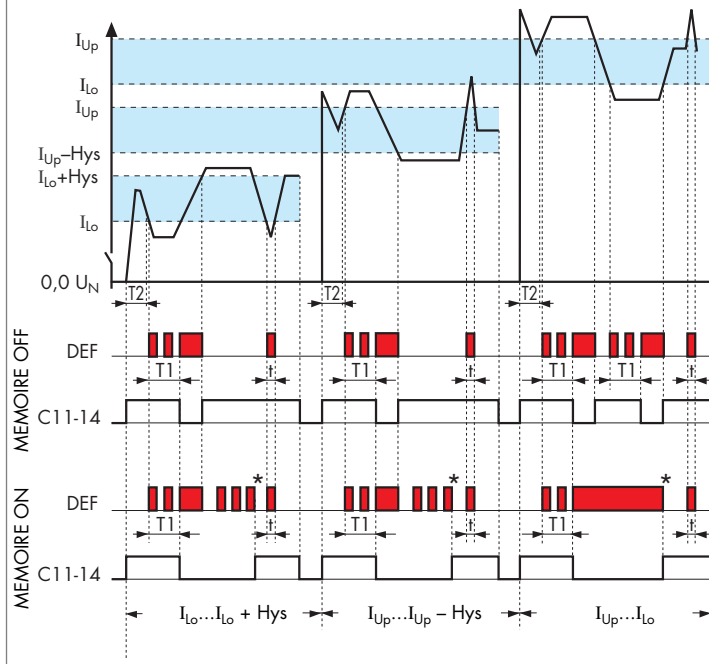 I_Up
I_Lo
I_Up
I_Up–Hys
I_Lo+Hys
I_Lo
0,0 U_N
T2 T2 T2
MEMOIRE OFF
DEF
T1 t T1 t T1 T1 t
C11-14
MEMOIRE ON
* * *
DEF
T1 t T1 t T1 t
C11-14
I_Lo...I_Lo + Hys I_Up...I_Up – Hys I_Up...I_Lo